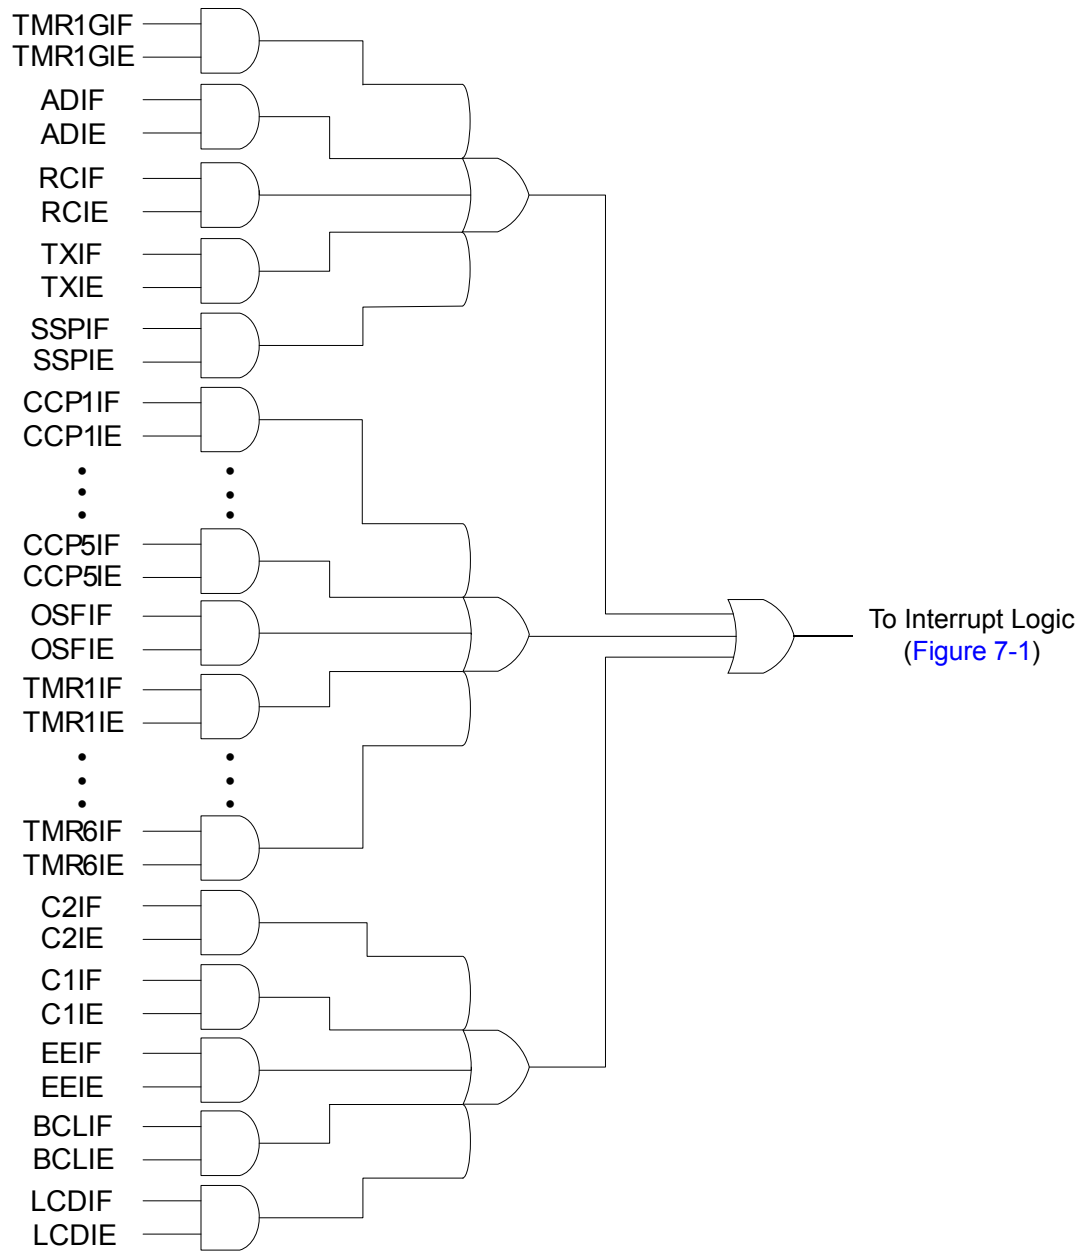 TMR1GIF
TMR1GIE
ADIF
ADIE
RCIF
RCIE
TXIF
TXIE
SSPIF
SSPIE
CCP1IF
CCP1IE
CCP5IF
CCP5IE
OSFIF
OSFIE
TMR1IF
TMR1IE
TMR6IF
TMR6IE
C2IF
C2IE
C1IF
C1IE
EEIF
EEIE
BCLIF
BCLIE
LCDIF
LCDIE
To Interrupt Logic
(Figure 7-1)